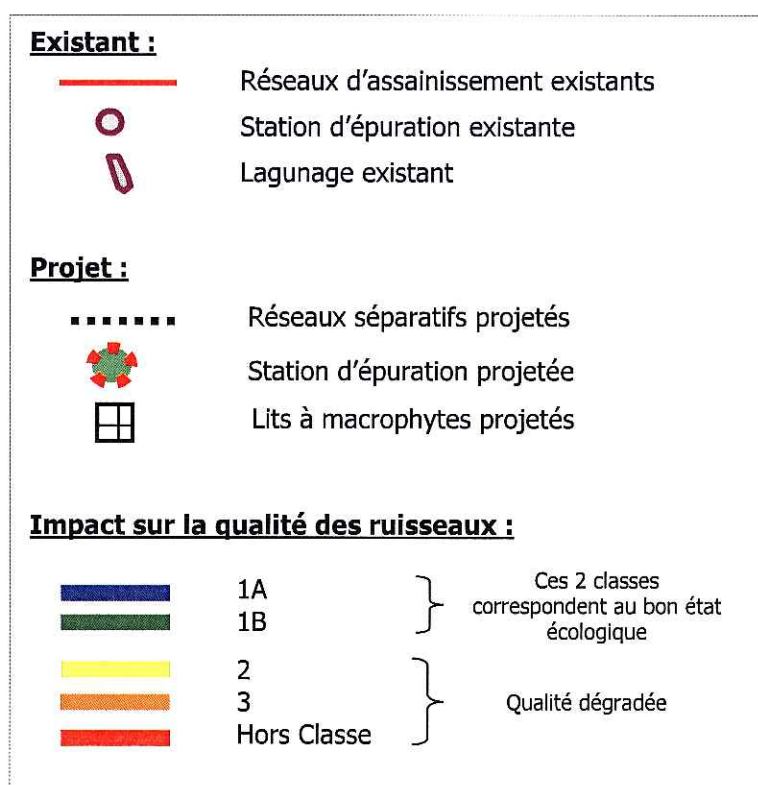 Existant :
Réseaux d'assainissement existants
Station d'épuration existante
Lagunage existant
Projet :
Réseaux séparatifs projetés
Station d'épuration projetée
Lits à macrophytes projetés
Impact sur la qualité des ruisseaux :
1A
1B
Ces 2 classes
correspondent au bon état
écologique
2
3
Hors Classe
Qualité dégradée